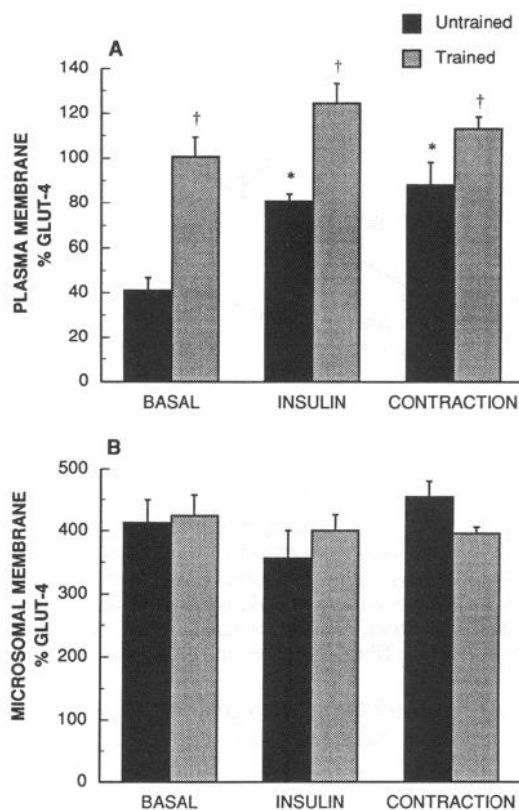 Untrained
Trained
A
PLASMA MEMBRANE
% GLUT-4
140
120
100
80
60
40
20
0
†
*
†
*
†
BASAL
INSULIN
CONTRACTION
B
MICROSOMAL MEMBRANE
% GLUT-4
500
400
300
200
100
0
BASAL
INSULIN
CONTRACTION